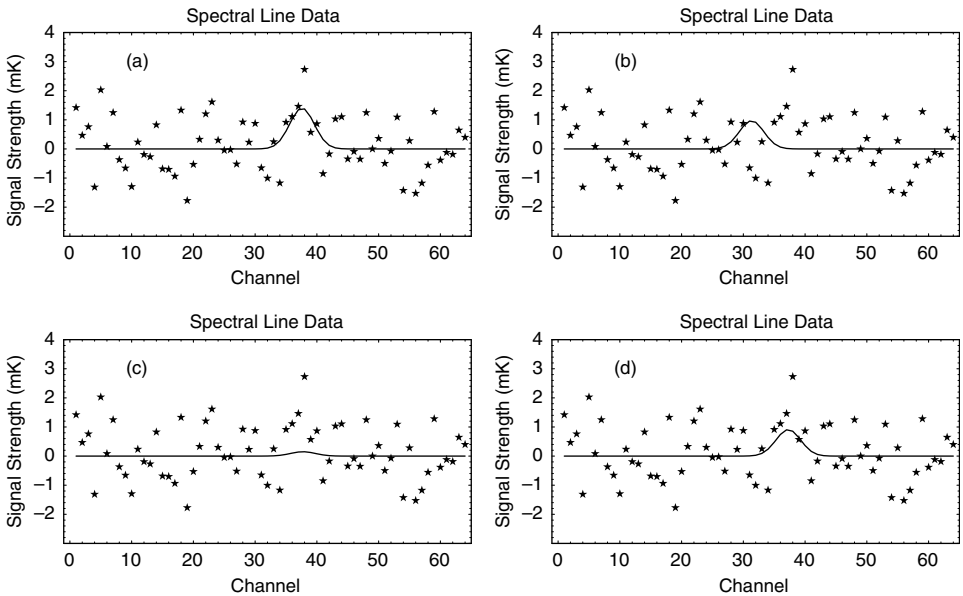 Spectral Line Data
(a)
Signal Strength (mK)
4
3
2
1
0
–1
–2
0 10 20 30 40 50 60
Channel
Spectral Line Data
(b)
Signal Strength (mK)
4
3
2
1
0
–1
–2
0 10 20 30 40 50 60
Channel
Spectral Line Data
(c)
Signal Strength (mK)
4
3
2
1
0
–1
–2
0 10 20 30 40 50 60
Channel
Spectral Line Data
(d)
Signal Strength (mK)
4
3
2
1
0
–1
–2
0 10 20 30 40 50 60
Channel